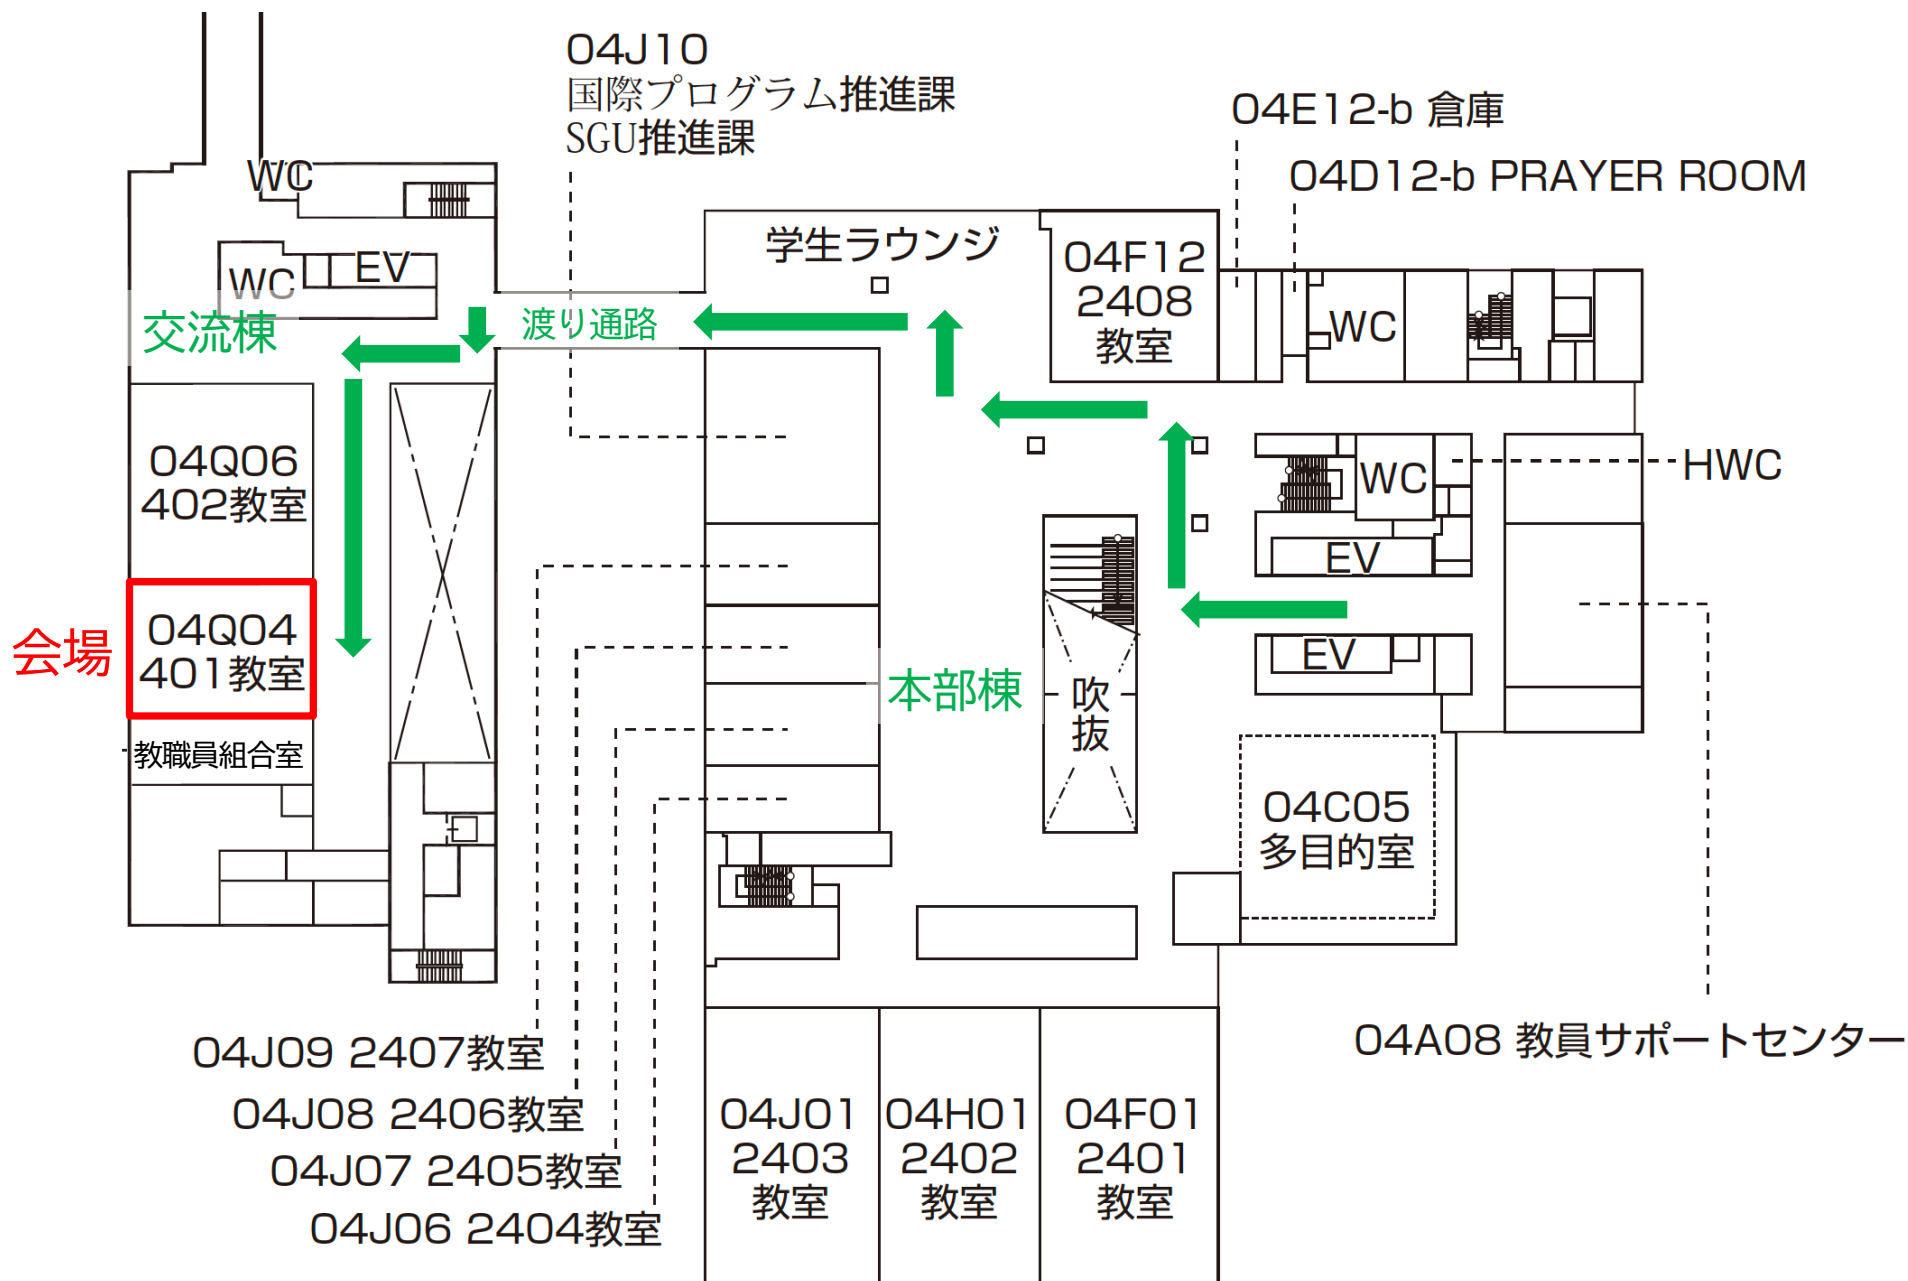 04J10
国際プログラム推進課
SGU推進課
04E12-b 倉庫
04D12-b PRAYER ROOM
WC
学生ラウンジ
04F12
2408
教室
WC
EV
WC
交流棟
渡り通路
04Q06
402教室
WC
HWC
EV
会場
04Q04
401教室
EV
本部棟
吹抜
教職員組合室
04C05
多目的室
04A08 教員サポートセンター
04J09 2407教室
04J08 2406教室
04J07 2405教室
04J06 2404教室
04J01
2403
教室
04H01
2402
教室
04F01
2401
教室